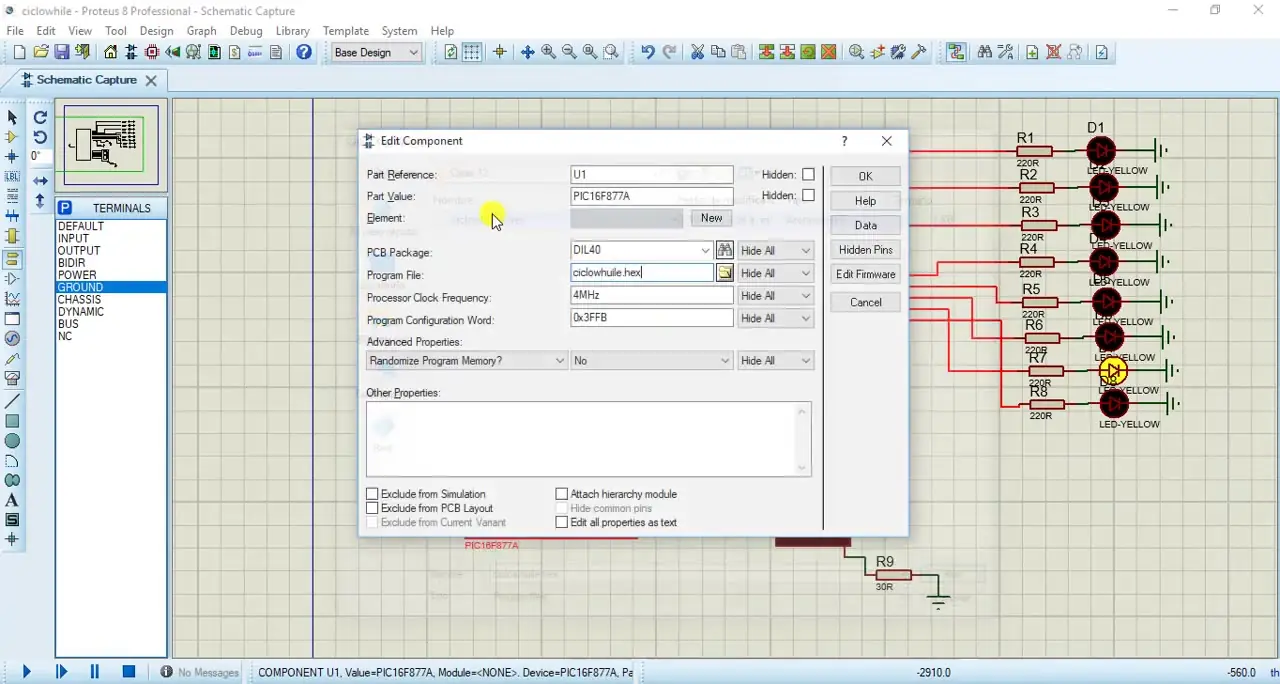 ciclowhile - Proteus 8 Professional - Schematic Capture
File Edit View Tool Design Graph Debug Library Template System Help
Base Design
Schematic Capture
0°
P TERMINALS
DEFAULT
INPUT
OUTPUT
BIDIR
POWER
GROUND
CHASSIS
DYNAMIC
BUS
NC
LBL
A
S
Edit Component
?
Part Reference: U1 Hidden: OK
Part Value: PIC16F877A Hidden: Help
Element: New Data
PCB Package: DIL40 Hide All Hidden Pins
Program File: ciclowhuile.hex Hide All Edit Firmware
Processor Clock Frequency: 4MHz Hide All Cancel
Program Configuration Word: 0x3FFB Hide All
Advanced Properties:
Randomize Program Memory? No Hide All
Other Properties:
Exclude from Simulation Attach hierarchy module
Exclude from PCB Layout Hide common pins
Exclude from Current Variant Edit all properties as text
PIC16F877A
R1 D1
220R LED-YELLOW
R2
220R LED-YELLOW
R3
220R LED-YELLOW
R4
220R LED-YELLOW
R5
220R LED-YELLOW
R6
220R LED-YELLOW
R7
220R LED-YELLOW
R8 D8
220R LED-YELLOW
R9
30R
No Messages COMPONENT U1, Value=PIC16F877A, Module=<NONE>. Device=PIC16F877A, Pa -2910.0 -560.0 th